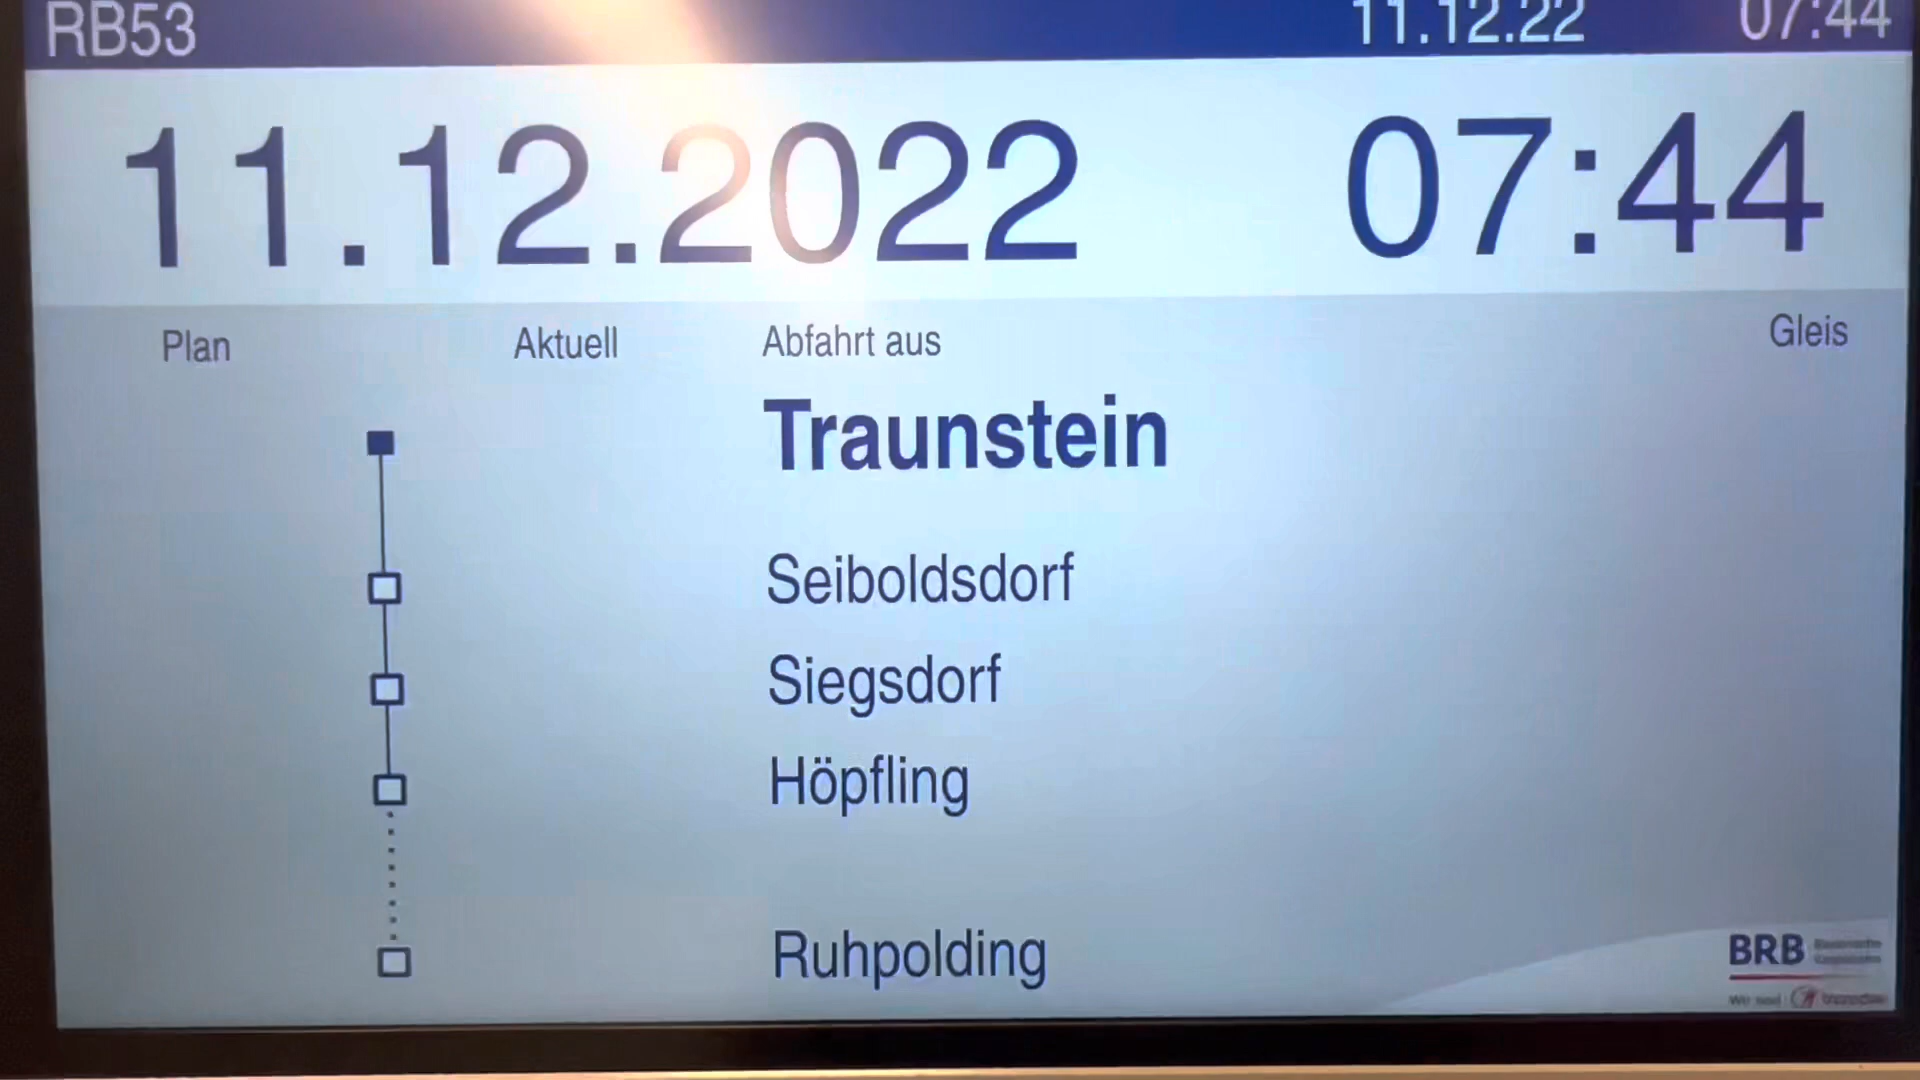 RB53 11.12.22 07:44
11.12.2022 07:44
Plan Aktuell Abfahrt aus Gleis
Traunstein
Seiboldsdorf
Siegsdorf
Höpfling
Ruhpolding
BRB